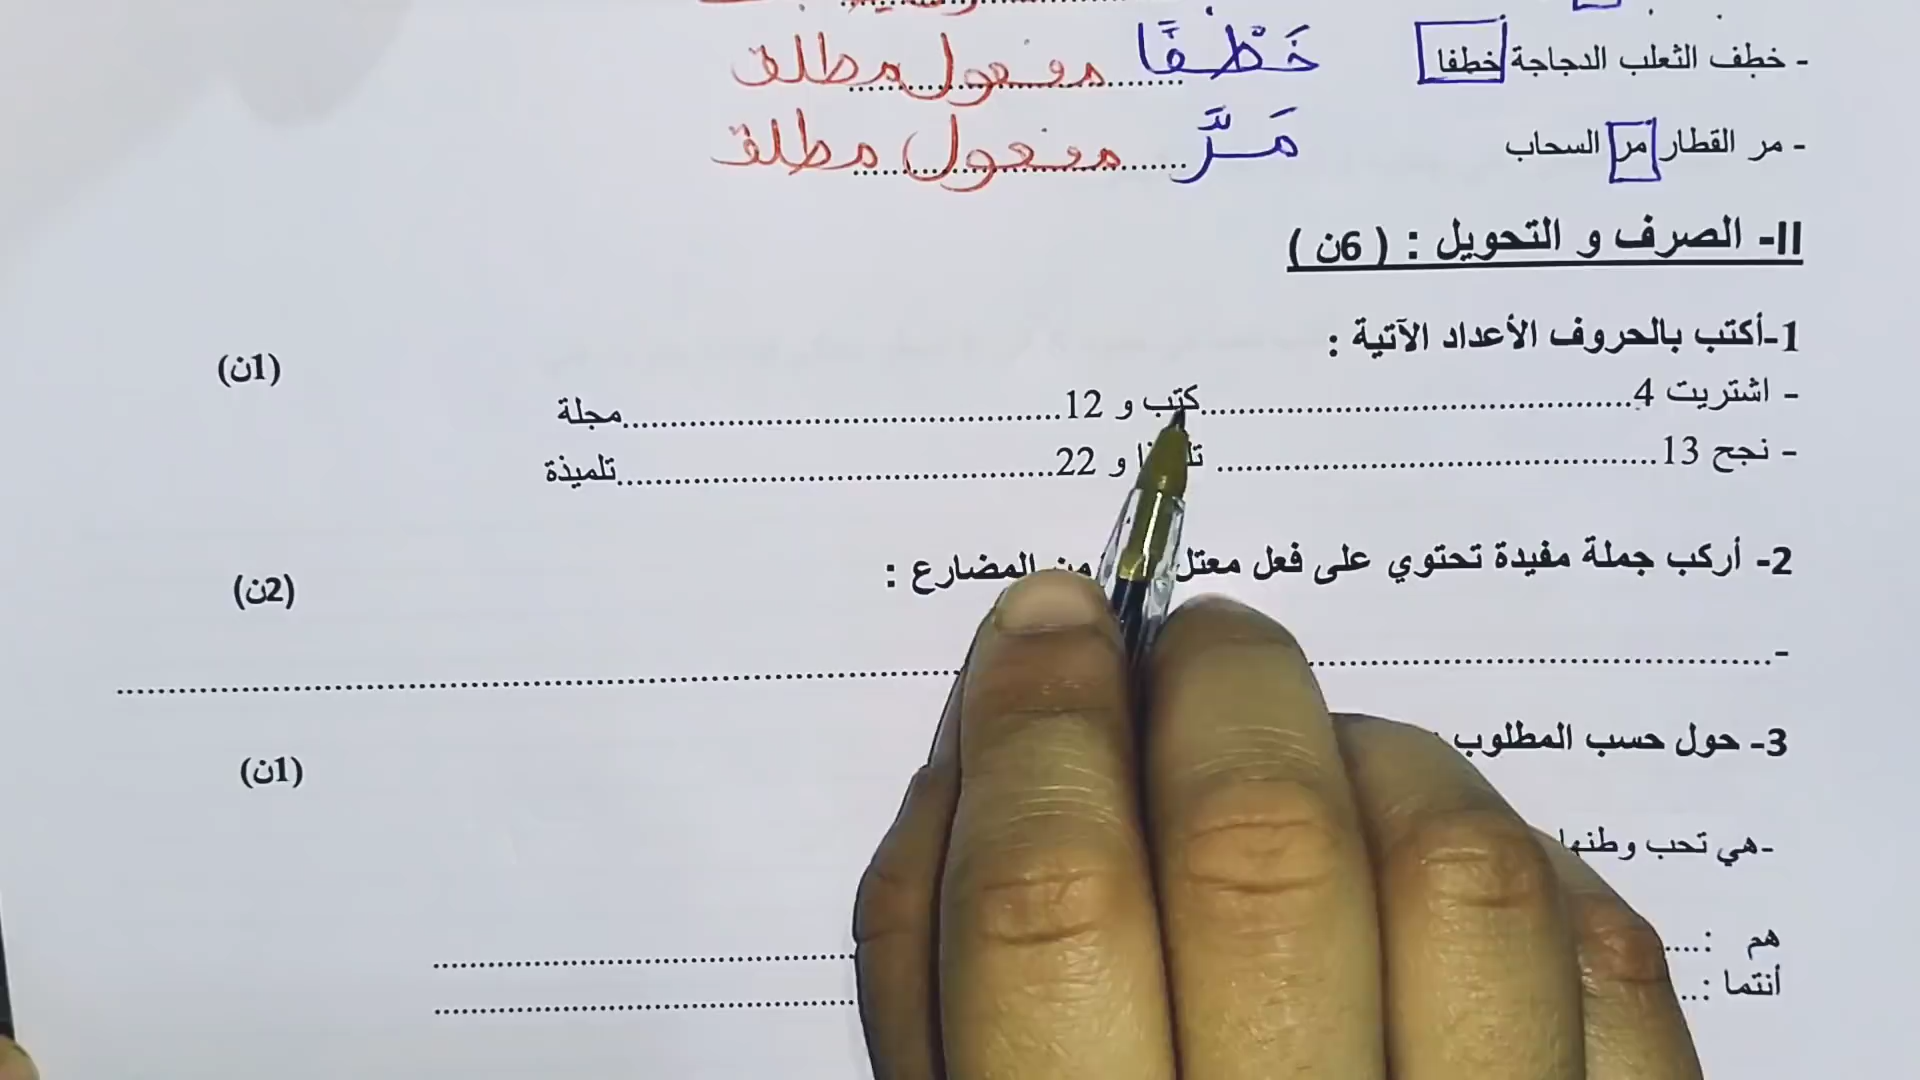 - خطف الثعلب الدجاجة خطفا خَطْفًا مفعول مطلق
- مر القطار مر السحاب مَرَّ مفعول مطلق
II- الصرف و التحويل : ( 6ن )
1-أكتب بالحروف الأعداد الآتية : (1ن)
- اشتريت 4........................................كتب و 12........................................مجلة
- نجح 13........................................ و 22........................................تلميذة
2- أركب جملة مفيدة تحتوي على فعل معتل من المضارع : (2ن)
-........................................
3- حول حسب المطلوب (1ن)
-هي تحب وطنها
هم :........................................
أنتما :........................................